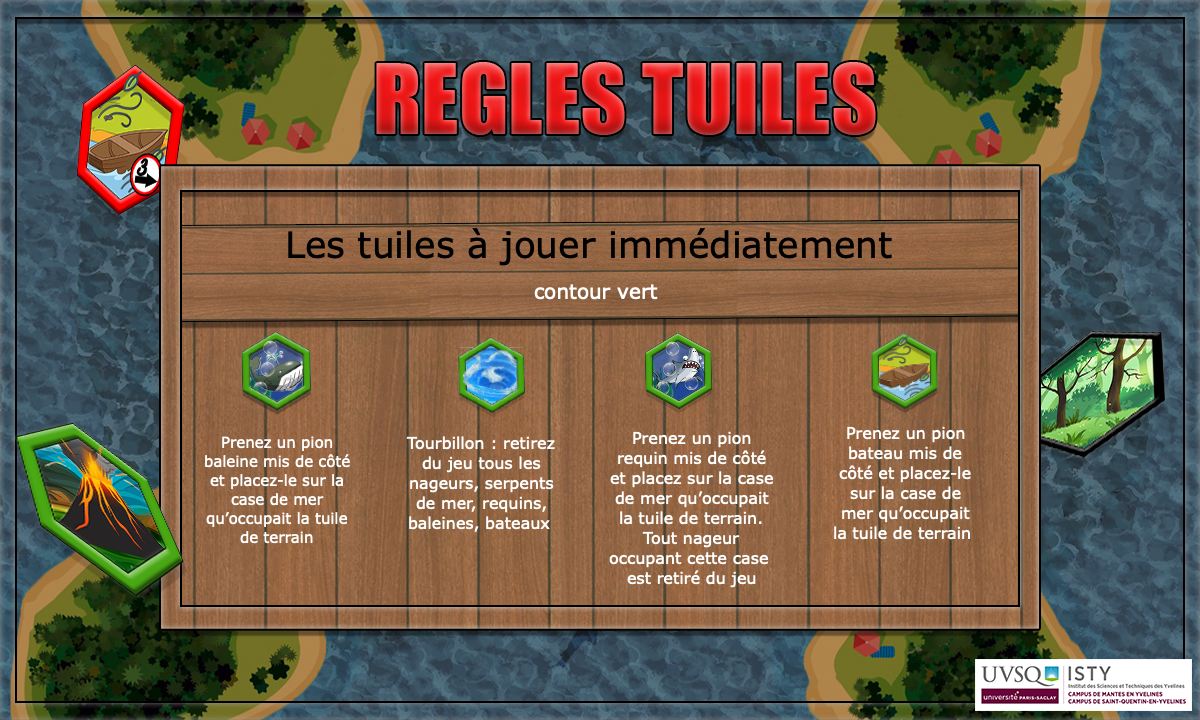 REGLES TUILES
3
Les tuiles à jouer immédiatement
contour vert
Prenez un pion
baleine mis de côté
et placez-le sur la
case de mer
qu’occupait la tuile
de terrain
Tourbillon : retirez
du jeu tous les
nageurs, serpents
de mer, requins,
baleines, bateaux
Prenez un pion
requin mis de côté
et placez sur la case
de mer qu’occupait
la tuile de terrain.
Tout nageur
occupant cette case
est retiré du jeu
Prenez un pion
bateau mis de
côté et placez-le
sur la case de
mer qu’occupait
la tuile de terrain
UVSQ
université PARIS-SACLAY
ISTY
Institut des Sciences et Techniques des Yvelines
CAMPUS DE MANTES EN YVELINES
CAMPUS DE SAINT-QUENTIN-EN-YVELINES